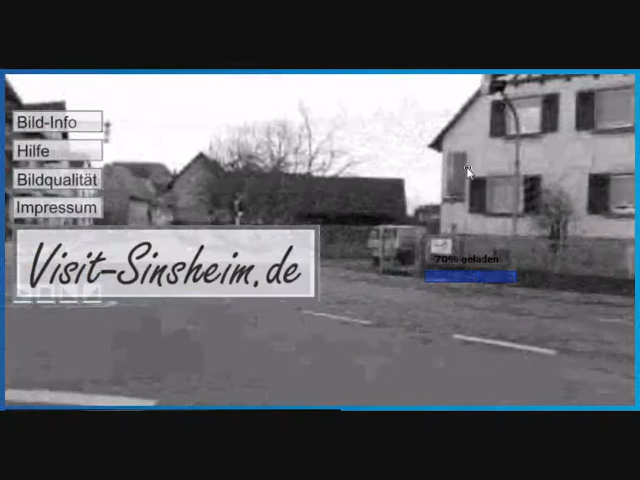 Bild-Info
Hilfe
Bildqualität
Impressum
Visit-Sinsheim.de
70% geladen